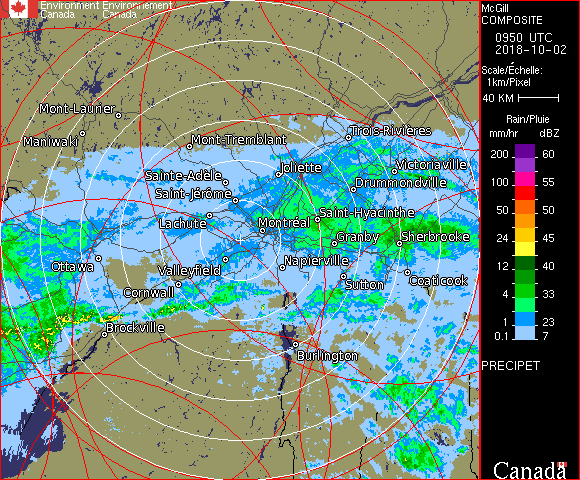 Environment Environnement
Canada Canada
McGill
COMPOSITE
0950 UTC
2018-10-02
Scale/Échelle:
1km/Pixel
40 KM
Rain/Pluie
mm/hr dBZ
200 60
100 55
50 50
24 45
12 40
4 33
1 23
0.1 7
PRECIPET
Canada
Mont-Laurier
Maniwaki
Mont-Tremblant
Trois-Rivières
Joliette
Victoriaville
Sainte-Adèle
Drummondville
Saint-Jérôme
Lachute
Saint-Hyacinthe
Montréal
Granby
Sherbrooke
Ottawa
Valleyfield
Napierville
Cornwall
Sutton
Coaticook
Brockville
Burlington